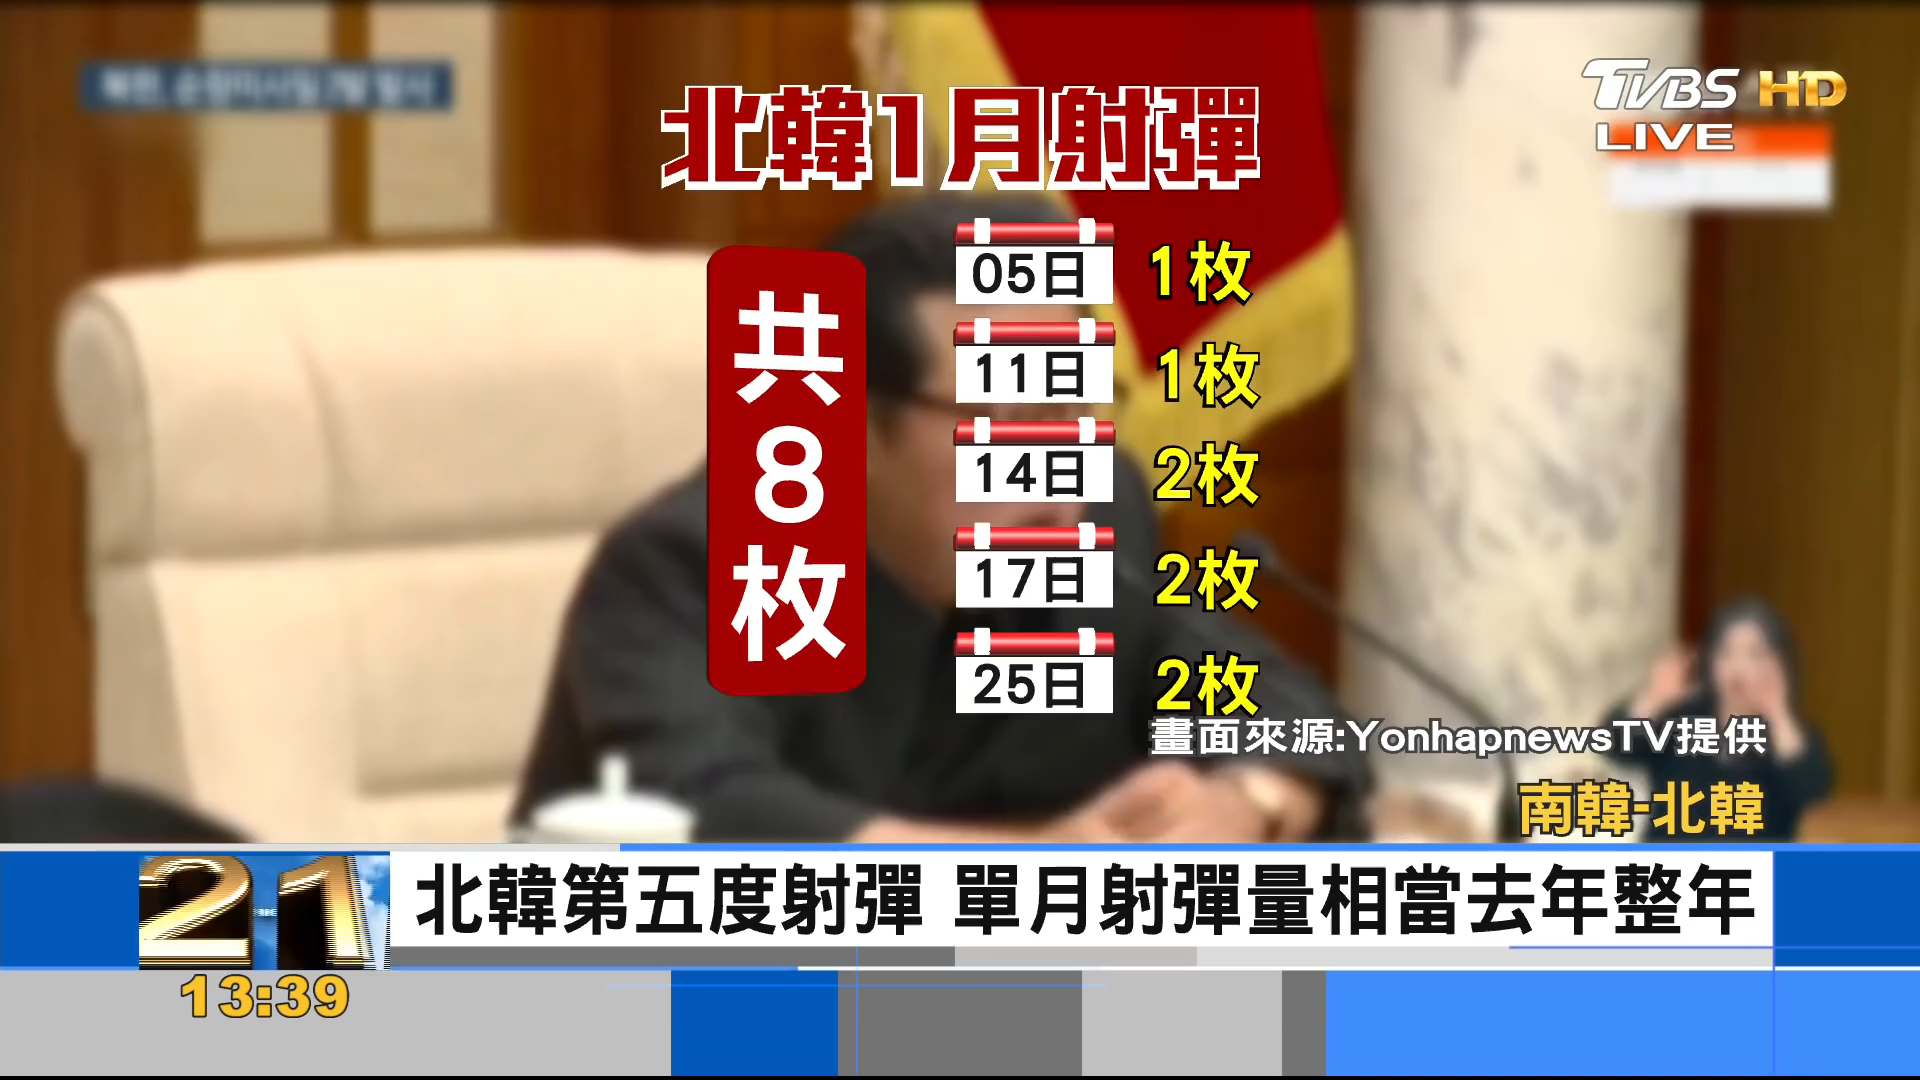 TVBS HD
LIVE
北韓1月射彈
共8枚
05日 1枚
11日 1枚
14日 2枚
17日 2枚
25日 2枚
畫面來源:YonhapnewsTV提供
南韓-北韓
21
北韓第五度射彈 單月射彈量相當去年整年
13:39